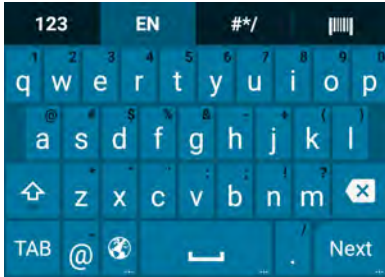 123 EN #*/
1 2 3 4 5 6 7 8 9 0
q w e r t y u i o p
@ # $ % & - + ( )
a s d f g h j k l
z x c v b n m
TAB @ . Next